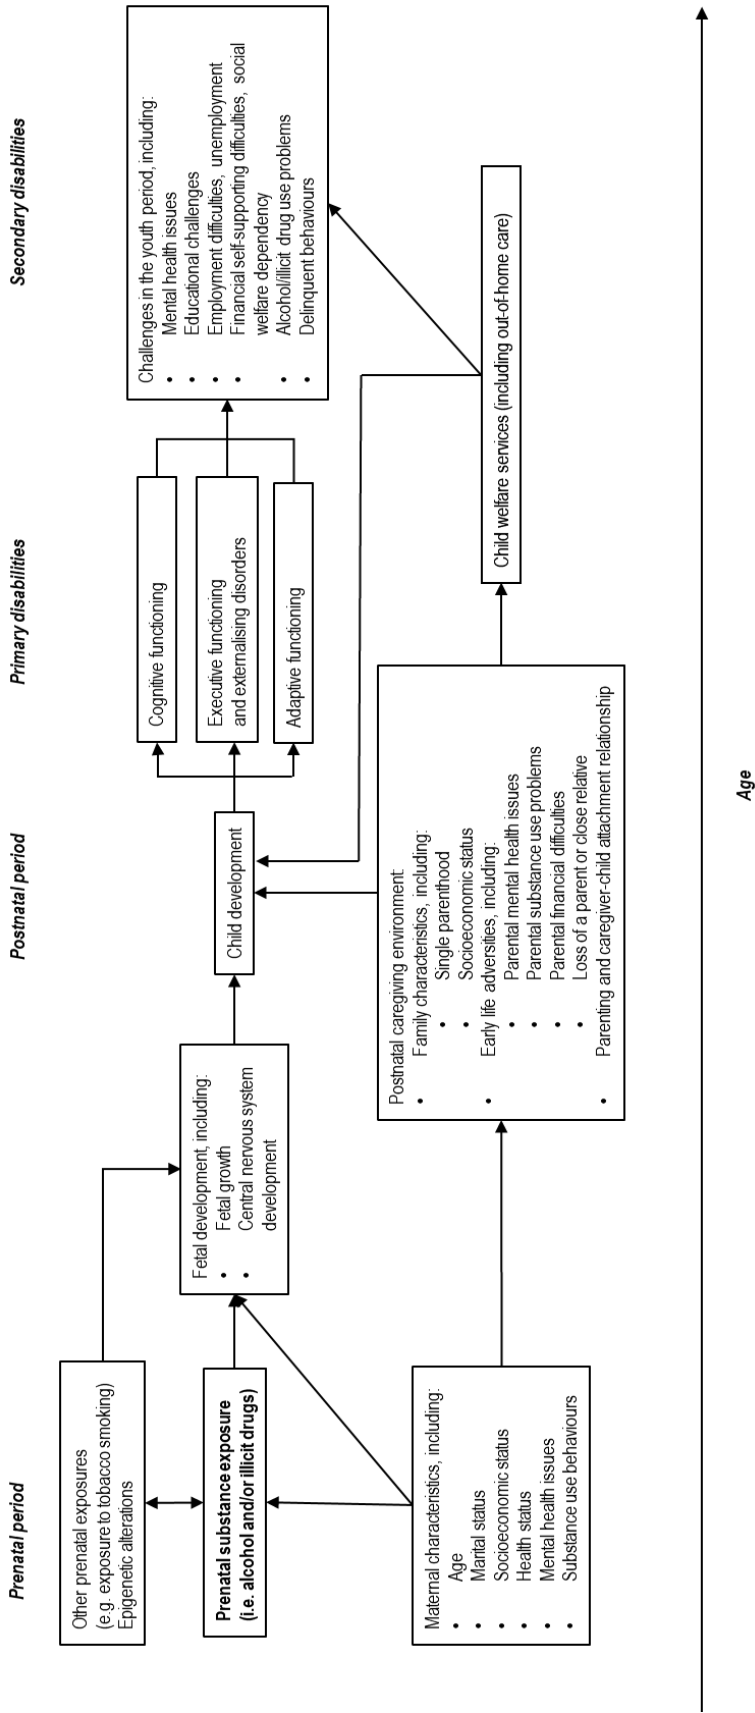 Prenatal period
Postnatal period
Primary disabilities
Secondary disabilities
Other prenatal exposures
(e.g. exposure to tobacco smoking)
Epigenetic alterations
Prenatal substance exposure
(i.e. alcohol and/or illicit drugs)
Maternal characteristics, including:
• Age
• Marital status
• Socioeconomic status
• Health status
• Mental health issues
• Substance use behaviours
Fetal development, including:
• Fetal growth
• Central nervous system
development
Child development
Postnatal caregiving environment:
• Family characteristics, including:
• Single parenthood
• Socioeconomic status
• Early life adversities, including:
• Parental mental health issues
• Parental substance use problems
• Parental financial difficulties
• Loss of a parent or close relative
• Parenting and caregiver-child attachment relationship
Cognitive functioning
Executive functioning
and externalising disorders
Adaptive functioning
Child welfare services (including out-of-home care)
Challenges in the youth period, including:
• Mental health issues
• Educational challenges
• Employment difficulties, unemployment
• Financial self-supporting difficulties, social
welfare dependency
• Alcohol/illicit drug use problems
• Delinquent behaviours
Age